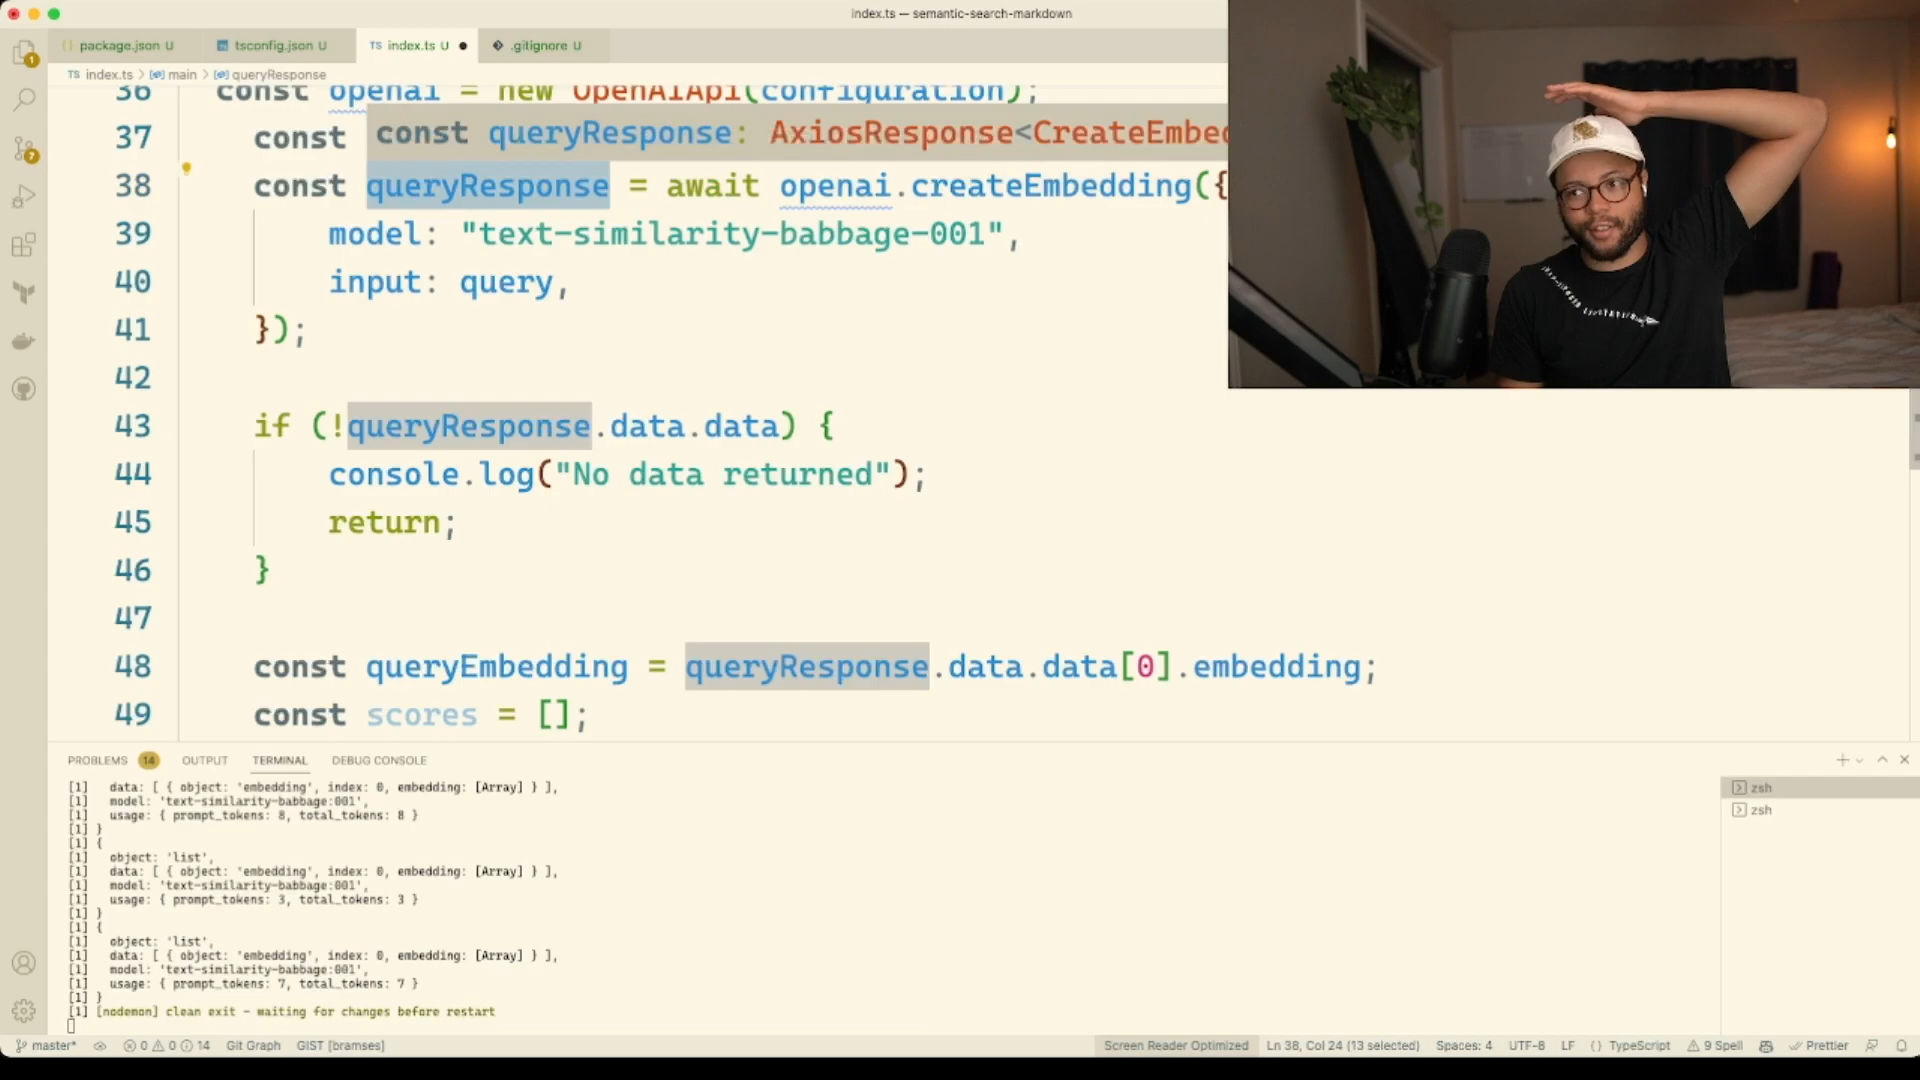 index.ts — semantic-search-markdown
package.json U
tsconfig.json U
TS index.ts U
.gitignore U
TS index.ts > main > queryResponse
36 const openai = new OpenAIApi(configuration);
37 const
const queryResponse: AxiosResponse<CreateEmbed
38 const queryResponse = await openai.createEmbedding({
39 model: "text-similarity-babbage-001",
40 input: query,
41 });
42
43 if (!queryResponse.data.data) {
44 console.log("No data returned");
45 return;
46 }
47
48 const queryEmbedding = queryResponse.data.data[0].embedding;
49 const scores = [];
PROBLEMS 14 OUTPUT TERMINAL DEBUG CONSOLE
[1] data: [ { object: 'embedding', index: 0, embedding: [Array] } ],
[1] model: 'text-similarity-babbage:001',
[1] usage: { prompt_tokens: 8, total_tokens: 8 }
[1] }
[1] {
[1] object: 'list',
[1] data: [ { object: 'embedding', index: 0, embedding: [Array] } ],
[1] model: 'text-similarity-babbage:001',
[1] usage: { prompt_tokens: 3, total_tokens: 3 }
[1] }
[1] {
[1] object: 'list',
[1] data: [ { object: 'embedding', index: 0, embedding: [Array] } ],
[1] model: 'text-similarity-babbage:001',
[1] usage: { prompt_tokens: 7, total_tokens: 7 }
[1] }
[1] [nodemon] clean exit - waiting for changes before restart
zsh
zsh
master* 0 0 14 Git Graph GIST [bramses] Screen Reader Optimized Ln 38, Col 24 (13 selected) Spaces: 4 UTF-8 LF {} TypeScript 9 Spell Prettier